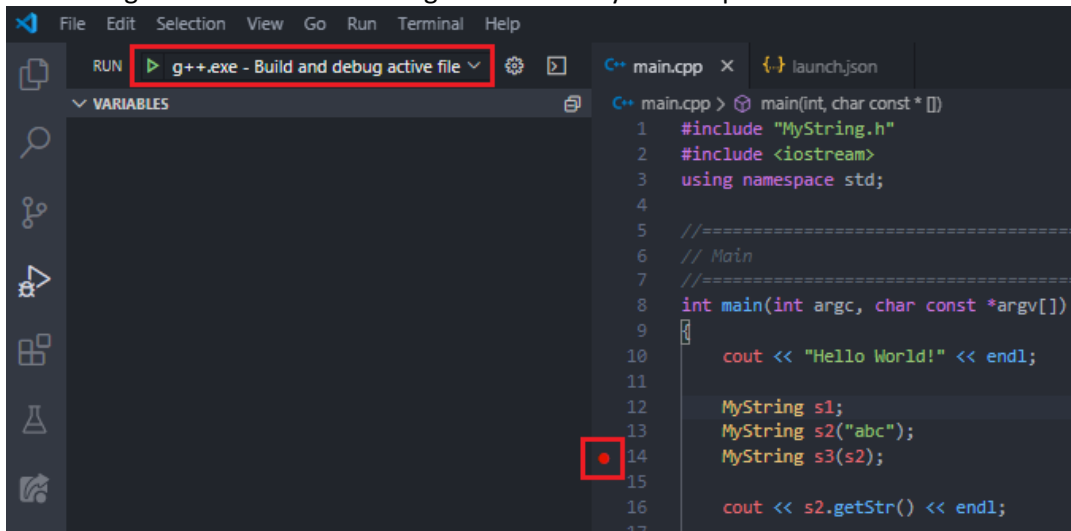 File Edit Selection View Go Run Terminal Help
RUN g++.exe - Build and debug active file
VARIABLES
main.cpp {..} launch.json
main.cpp > main(int, char const * [])
1 #include "MyString.h"
2 #include <iostream>
3 using namespace std;
4
5 //====================================
6 // Main
7 //====================================
8 int main(int argc, char const *argv[])
9 {
10 cout << "Hello World!" << endl;
11
12 MyString s1;
13 MyString s2("abc");
14 MyString s3(s2);
15
16 cout << s2.getStr() << endl;
17